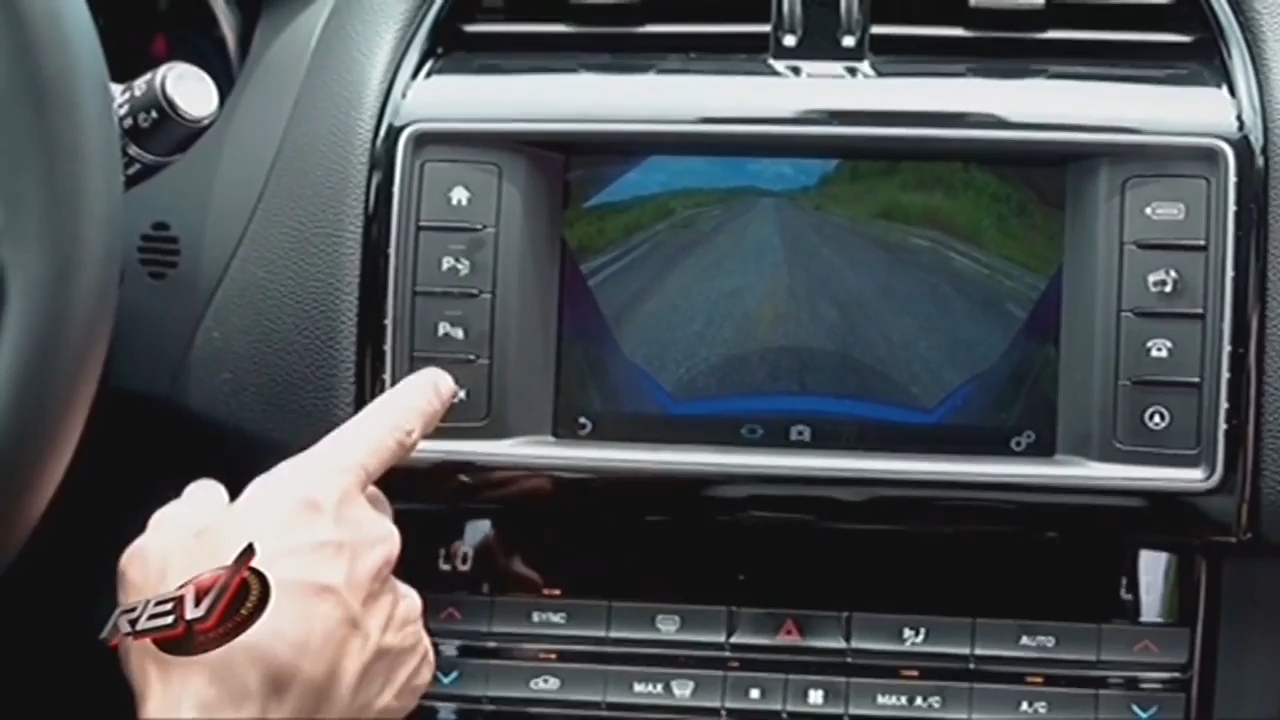 P
P
LO
REV
SYNC
AUTO
MAX
MAX A/C
A/C